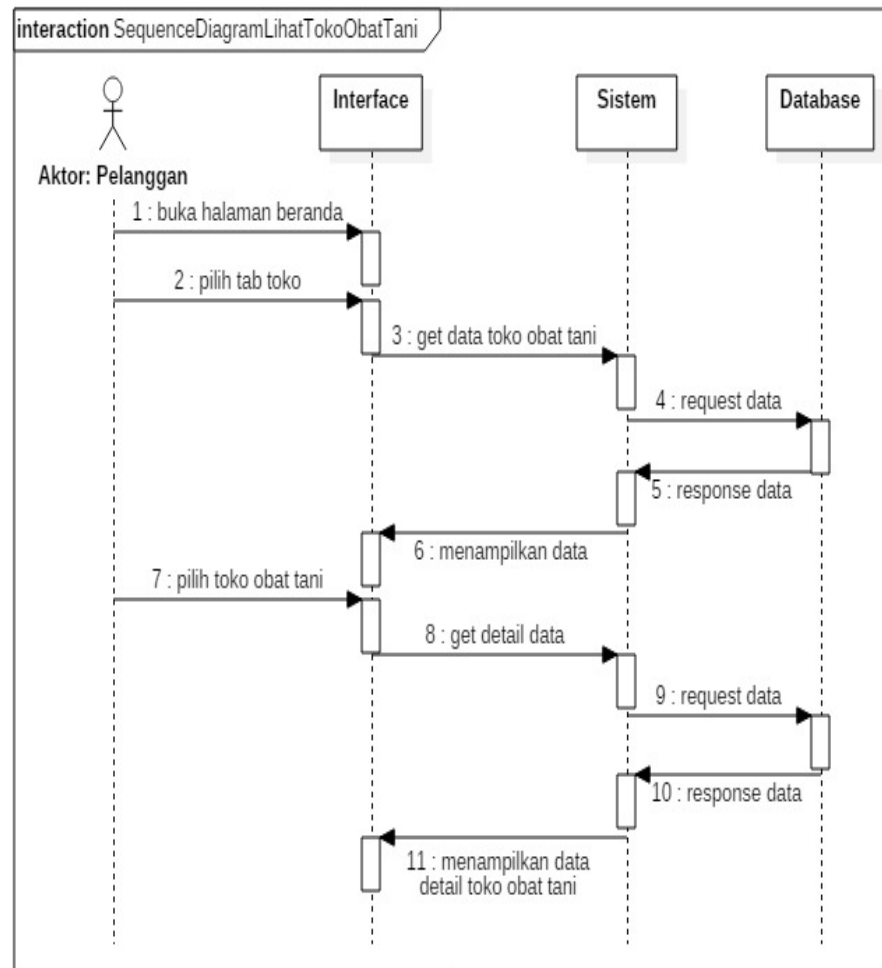 interaction SequenceDiagramLihatTokoObatTani
Interface
Sistem
Database
Aktor: Pelanggan
1 : buka halaman beranda
2 : pilih tab toko
3 : get data toko obat tani
4 : request data
5 : response data
6 : menampilkan data
7 : pilih toko obat tani
8 : get detail data
9 : request data
10 : response data
11 : menampilkan data
detail toko obat tani